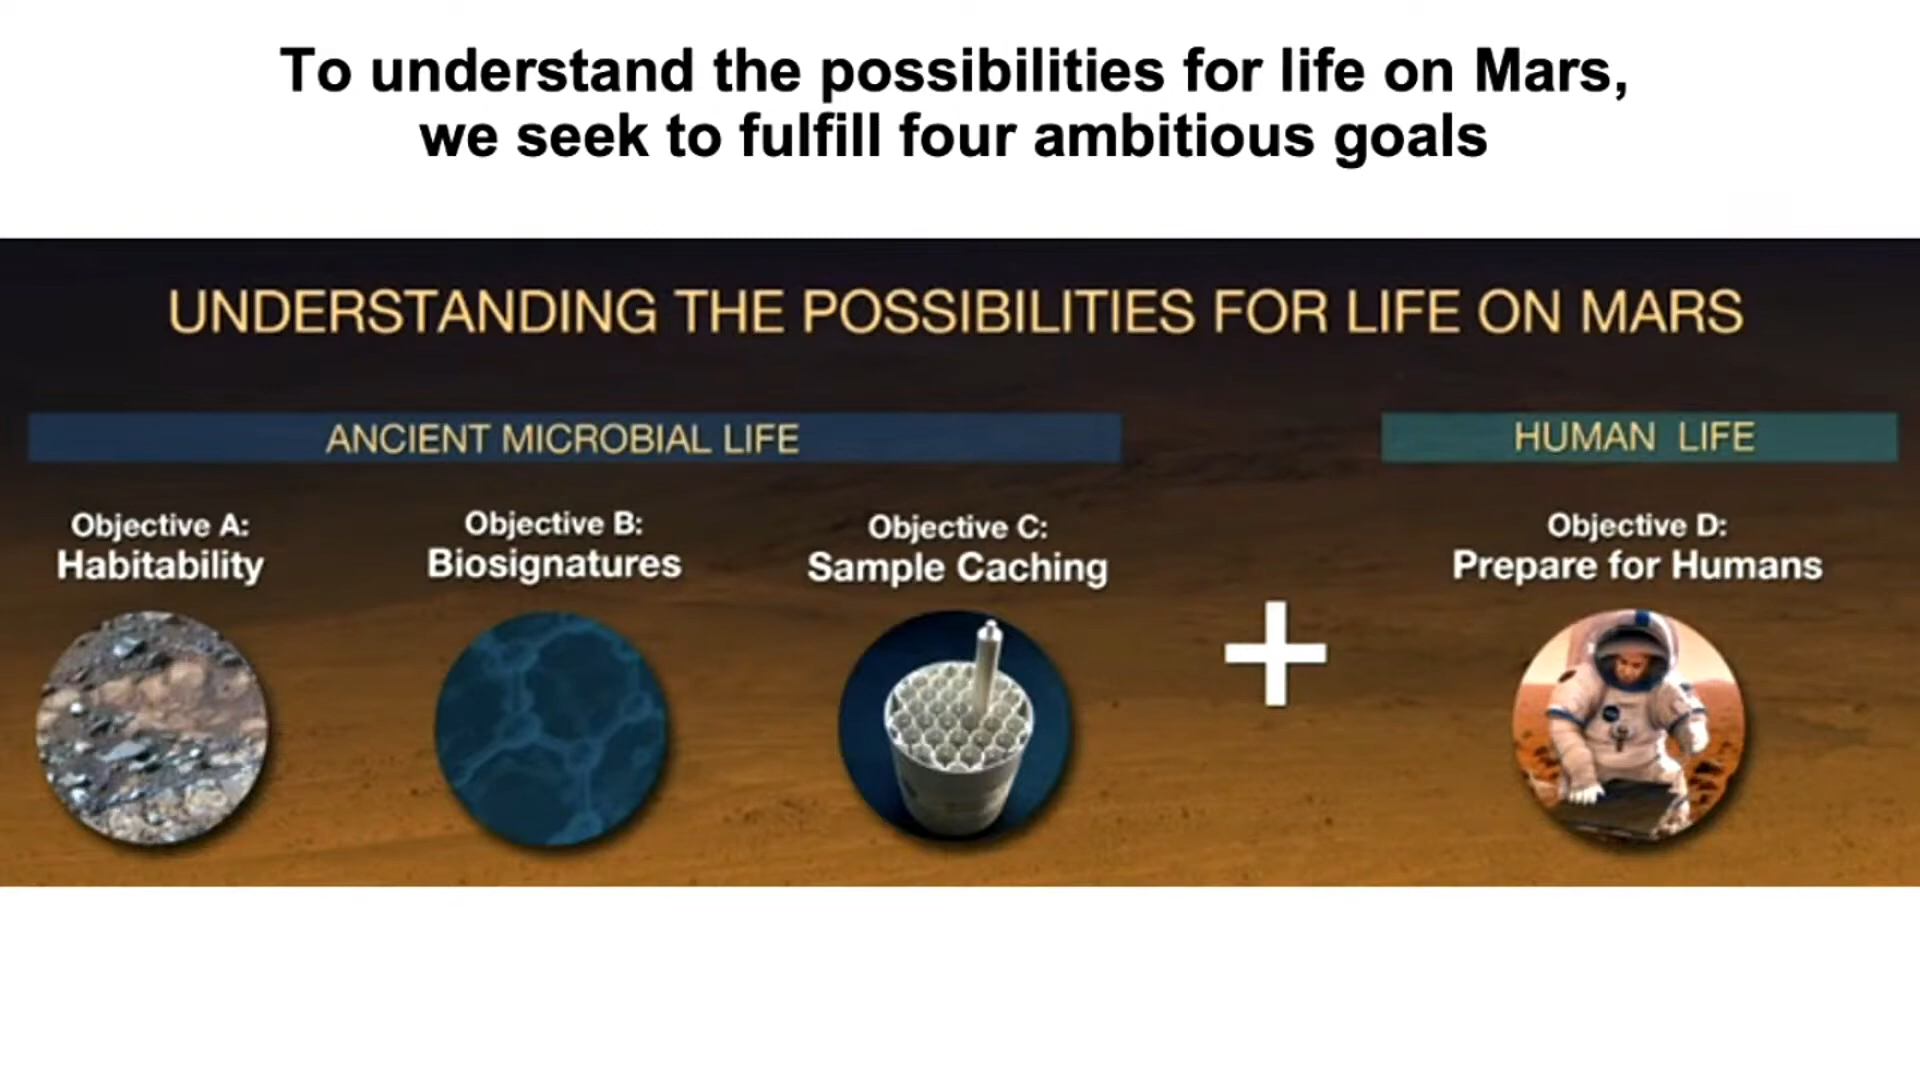 To understand the possibilities for life on Mars,
we seek to fulfill four ambitious goals
UNDERSTANDING THE POSSIBILITIES FOR LIFE ON MARS
ANCIENT MICROBIAL LIFE
HUMAN LIFE
Objective A:
Habitability
Objective B:
Biosignatures
Objective C:
Sample Caching
Objective D:
Prepare for Humans